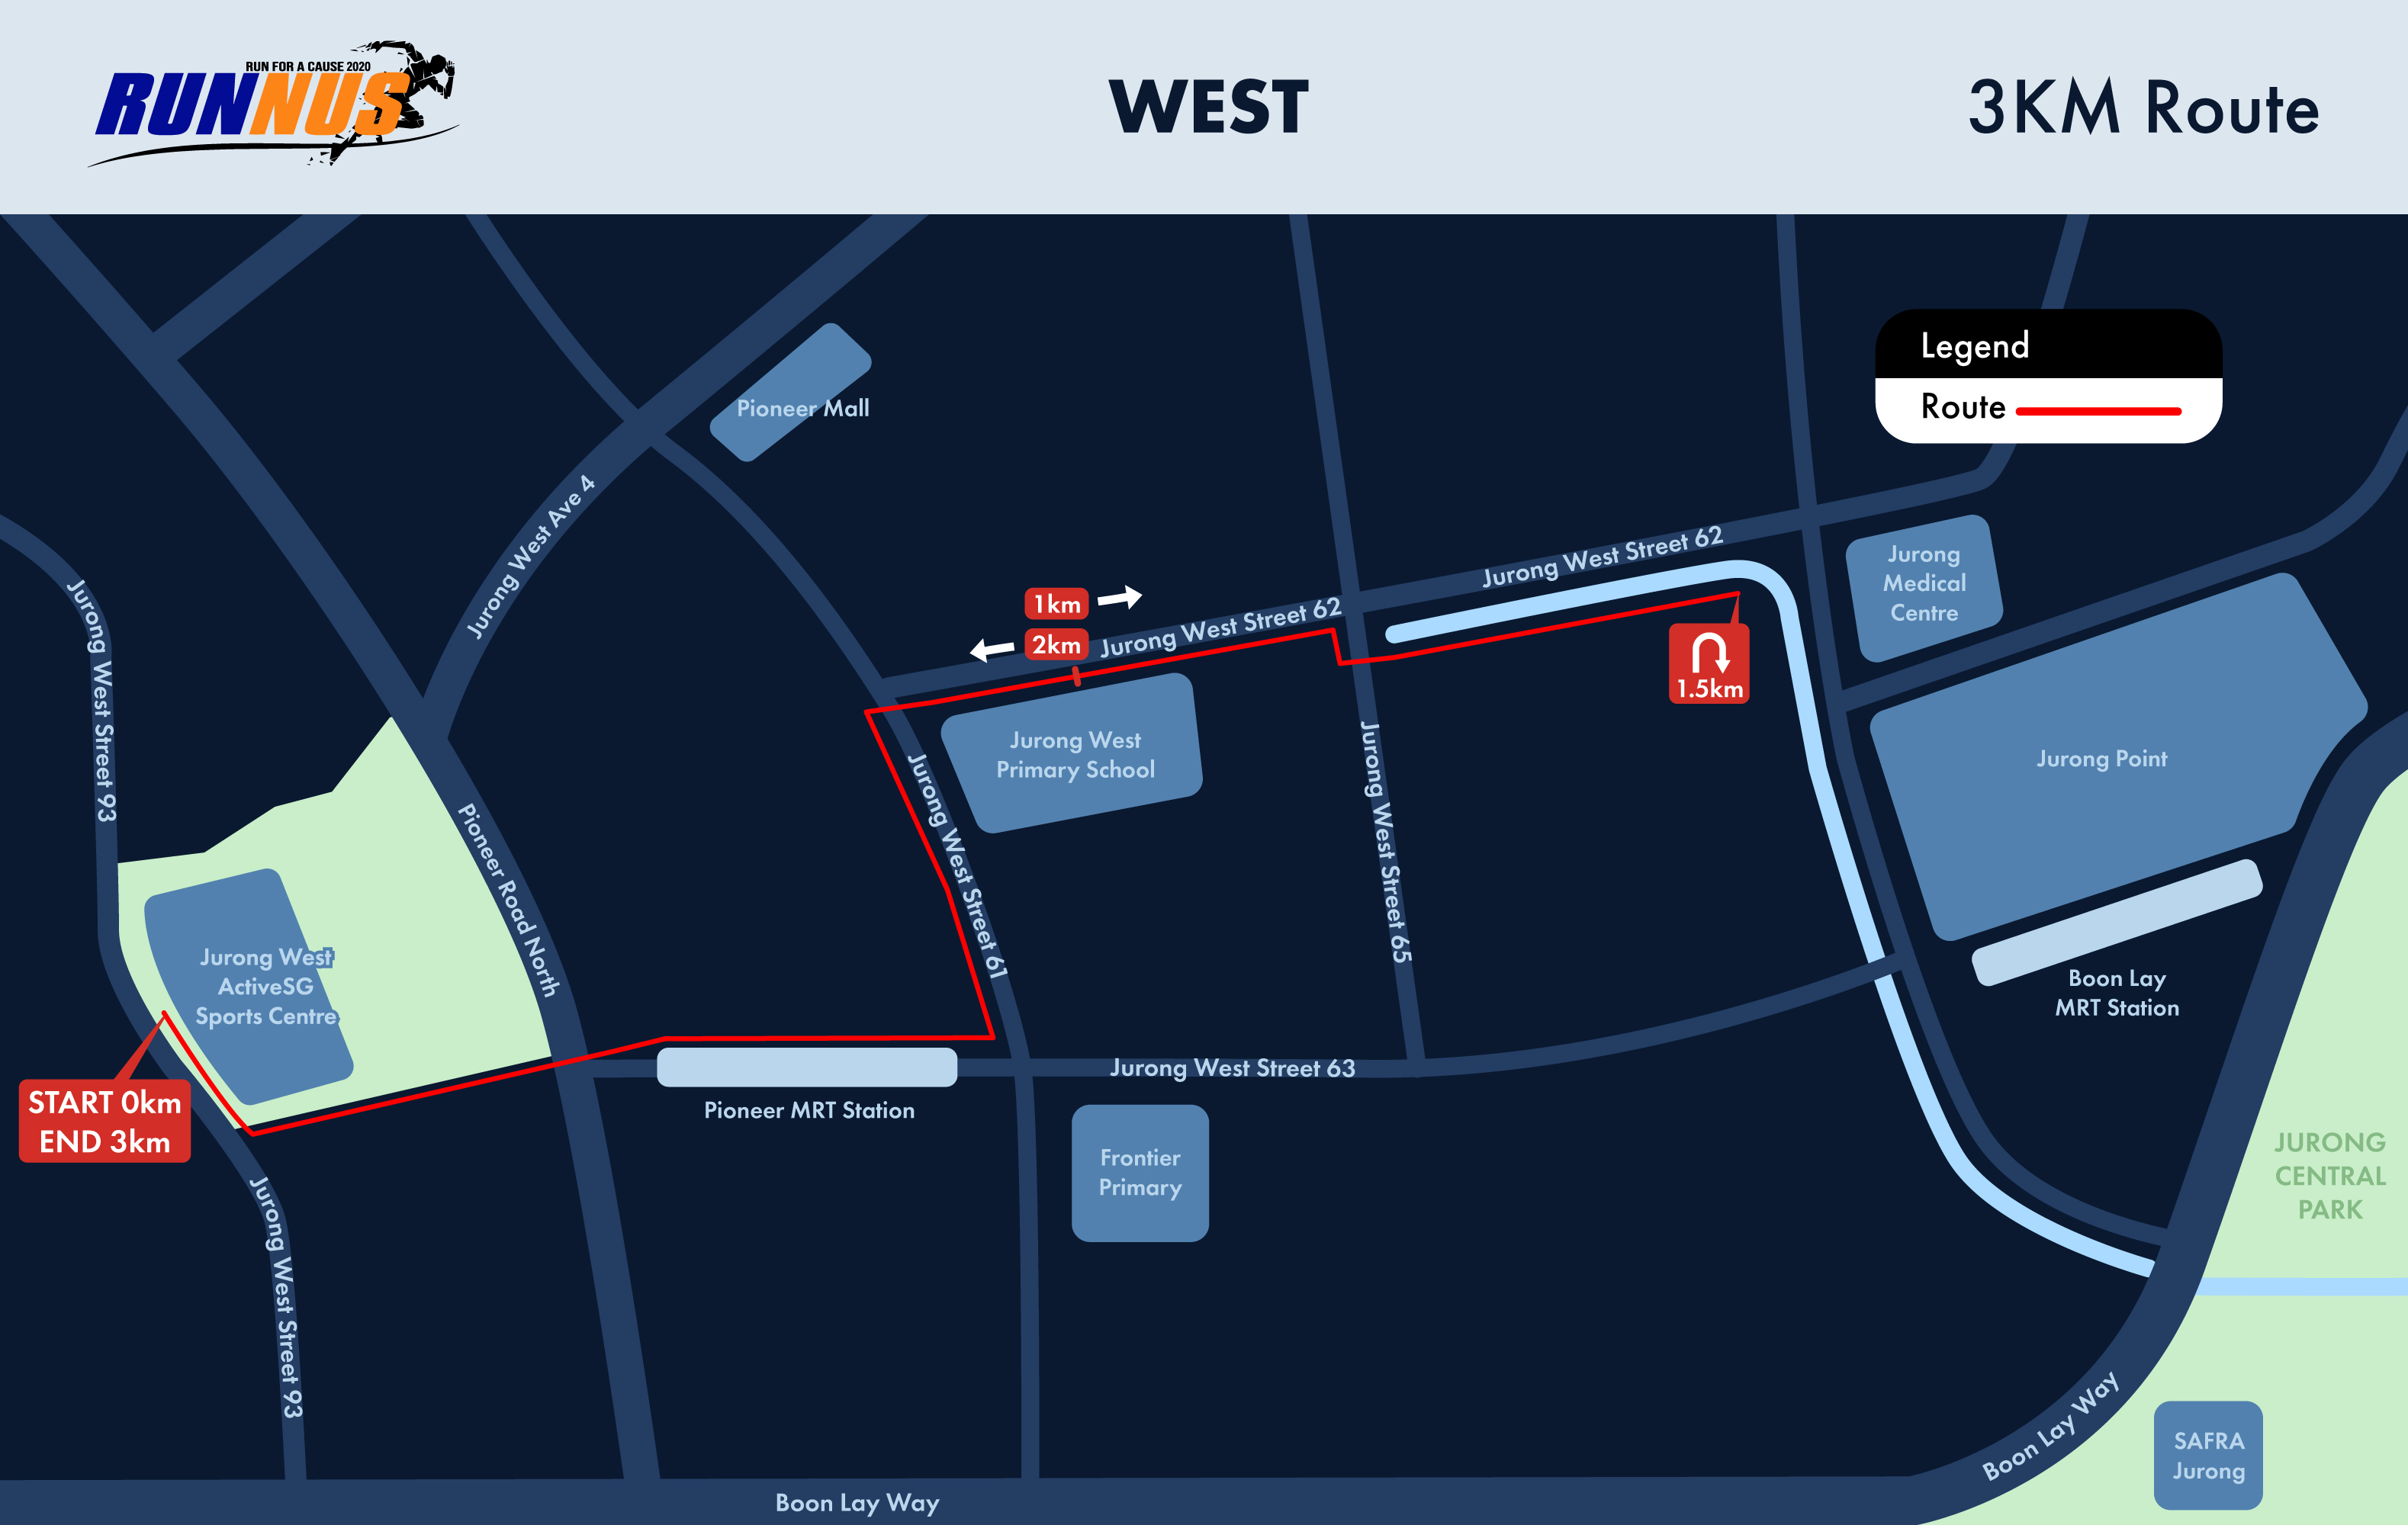 RUN FOR A CAUSE 2020
RUNNUS
WEST
3KM Route
Legend
Route
Pioneer Mall
Jurong West Ave 4
Jurong West Street 62
Jurong
Medical
Centre
1km
2km
Jurong West Street 62
1.5km
Jurong West Street 93
Jurong West
Primary School
Jurong West Street 65
Jurong Point
Pioneer Road North
Jurong West Street 61
Jurong West
ActiveSG
Sports Centre
Boon Lay
MRT Station
START 0km
END 3km
Jurong West Street 63
Pioneer MRT Station
Frontier
Primary
JURONG
CENTRAL
PARK
Jurong West Street 93
Boon Lay Way
SAFRA
Jurong
Boon Lay Way